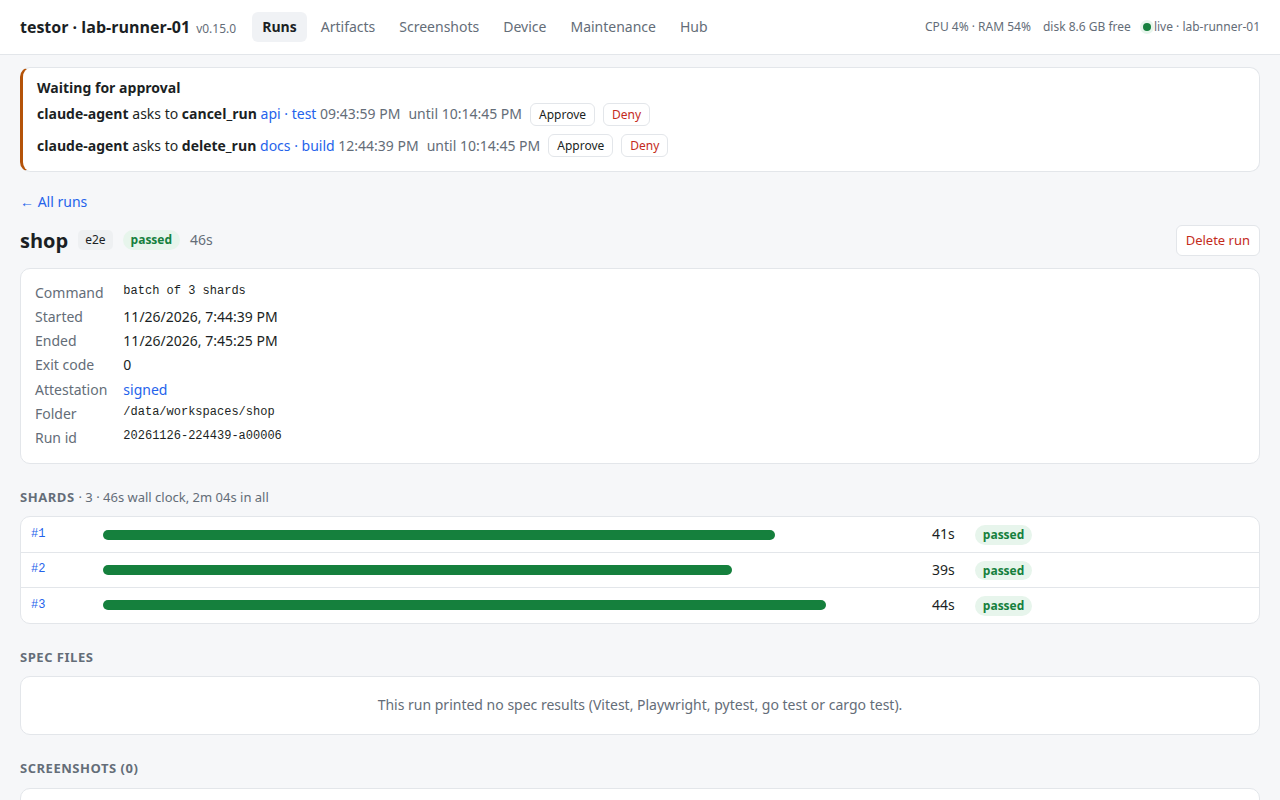 testor · lab-runner-01 v0.15.0 Runs Artifacts Screenshots Device Maintenance Hub CPU 4% · RAM 54% disk 8.6 GB free live · lab-runner-01
Waiting for approval
claude-agent asks to cancel_run api · test 09:43:59 PM until 10:14:45 PM Approve Deny
claude-agent asks to delete_run docs · build 12:44:39 PM until 10:14:45 PM Approve Deny
← All runs
shop e2e passed 46s Delete run
Command batch of 3 shards
Started 11/26/2026, 7:44:39 PM
Ended 11/26/2026, 7:45:25 PM
Exit code 0
Attestation signed
Folder /data/workspaces/shop
Run id 20261126-224439-a00006
SHARDS · 3 · 46s wall clock, 2m 04s in all
#1 41s passed
#2 39s passed
#3 44s passed
SPEC FILES
This run printed no spec results (Vitest, Playwright, pytest, go test or cargo test).
SCREENSHOTS (0)